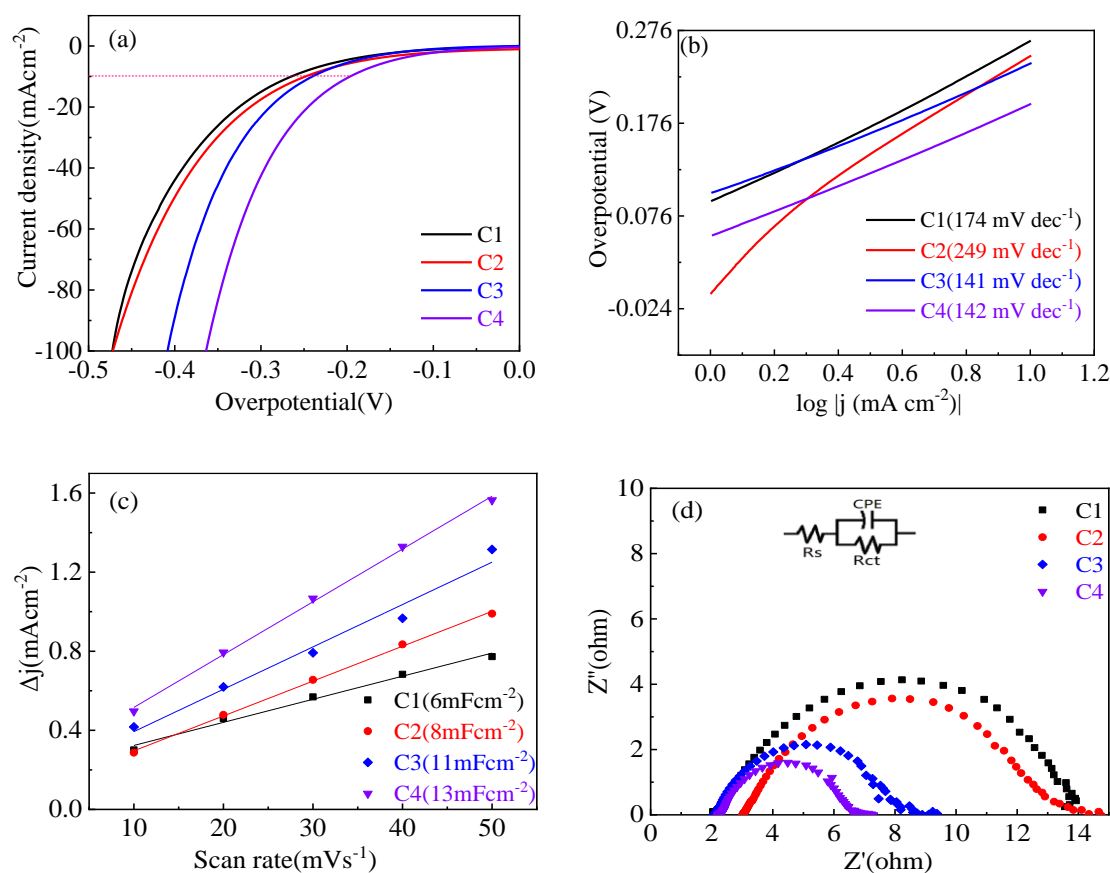 (a)
0
-20
-40
-60
-80
-100
Current density(mAcm⁻²)
-0.5 -0.4 -0.3 -0.2 -0.1 0.0
Overpotential(V)
C1
C2
C3
C4
(b)
0.276
0.176
0.076
-0.024
Overpotential (V)
0.0 0.2 0.4 0.6 0.8 1.0 1.2
log |j (mA cm⁻²)|
C1(174 mV dec⁻¹)
C2(249 mV dec⁻¹)
C3(141 mV dec⁻¹)
C4(142 mV dec⁻¹)
(c)
1.6
1.2
0.8
0.4
0.0
Δj(mAcm⁻²)
10 20 30 40 50
Scan rate(mVs⁻¹)
C1(6mFcm⁻²)
C2(8mFcm⁻²)
C3(11mFcm⁻²)
C4(13mFcm⁻²)
(d)
10
8
6
4
2
0
Z"(ohm)
0 2 4 6 8 10 12 14
Z'(ohm)
CPE
Rs
Rct
C1
C2
C3
C4